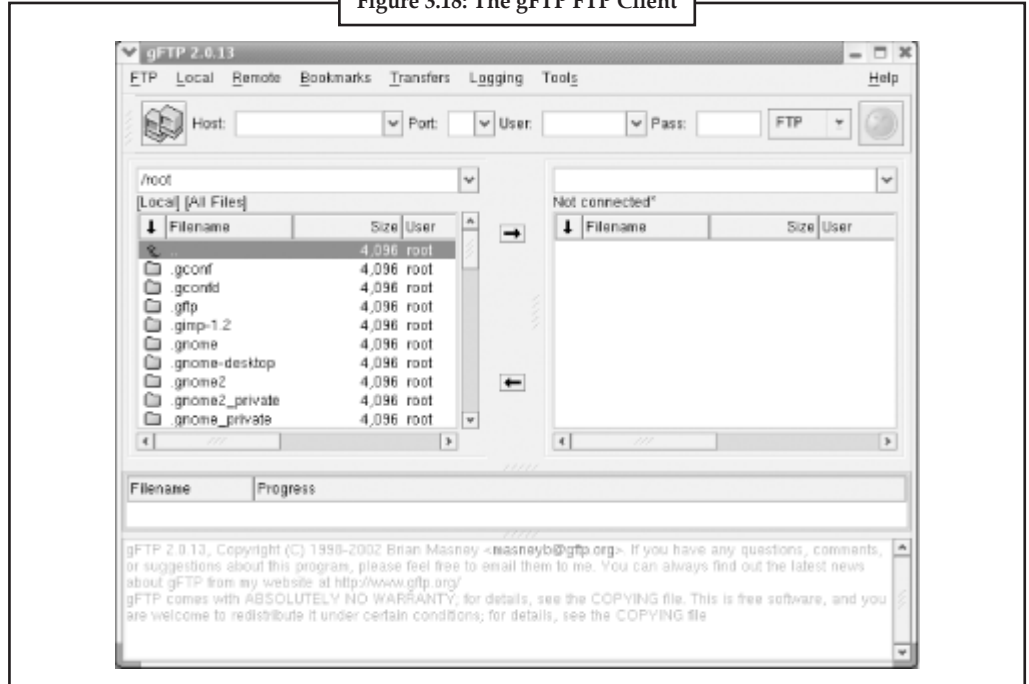 Figure 3.18: The gFTP FTP Client
gFTP 2.0.13
FTP Local Remote Bookmarks Transfers Logging Tools Help
Host: Port: User: Pass: FTP
/root
[Local] [All Files]
Filename Size User
.. 4,096 root
.gconf 4,096 root
.gconfd 4,096 root
.gftp 4,096 root
.gimp-1.2 4,096 root
.gnome 4,096 root
.gnome-desktop 4,096 root
.gnome2 4,096 root
.gnome2_private 4,096 root
.gnome_private 4,096 root
Not connected*
Filename Size User
Filename Progress
gFTP 2.0.13, Copyright (C) 1998-2002 Brian Masney <masneyb@gftp.org>. If you have any questions, comments,
or suggestions about this program, please feel free to email them to me. You can always find out the latest news
about gFTP from my website at http://www.gftp.org/
gFTP comes with ABSOLUTELY NO WARRANTY; for details, see the COPYING file. This is free software, and you
are welcome to redistribute it under certain conditions; for details, see the COPYING file